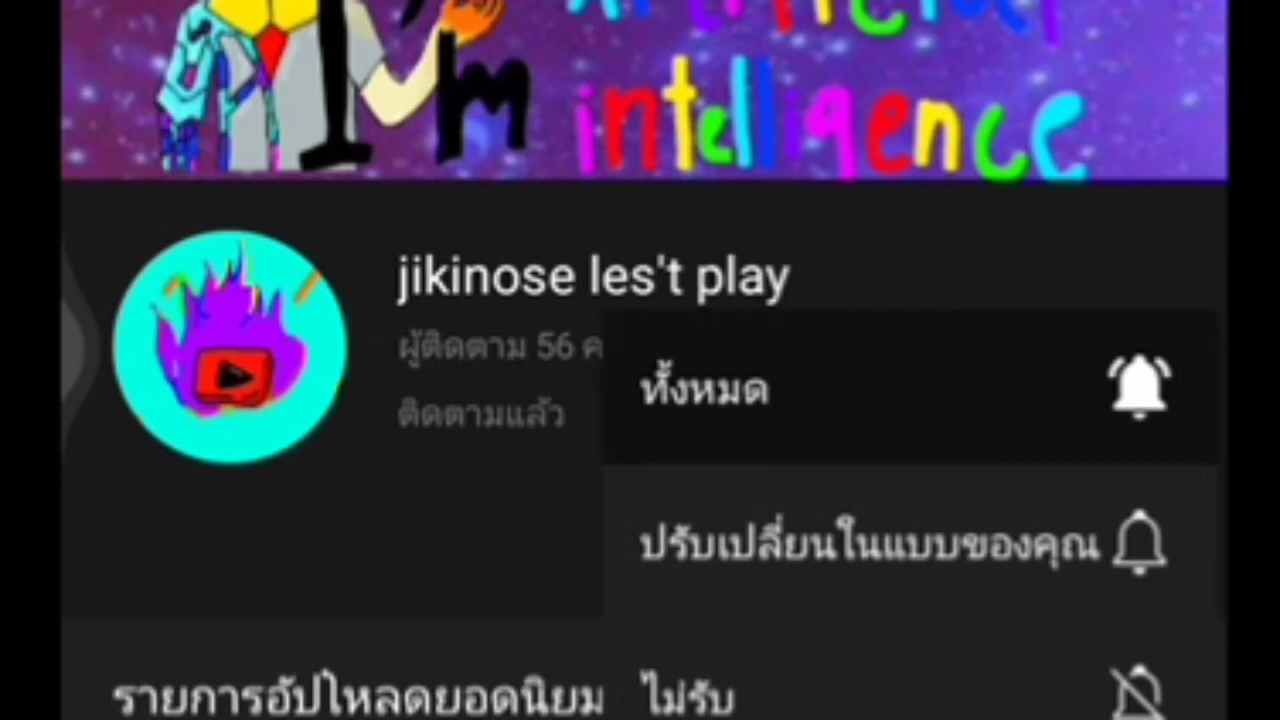 I'm
intelligence
jikinose les't play
ผู้ติดตาม 56 ค
ทั้งหมด
ติดตามแล้ว
ปรับเปลี่ยนในแบบของคุณ
รายการอัปโหลดยอดนิยม
ไม่รับ